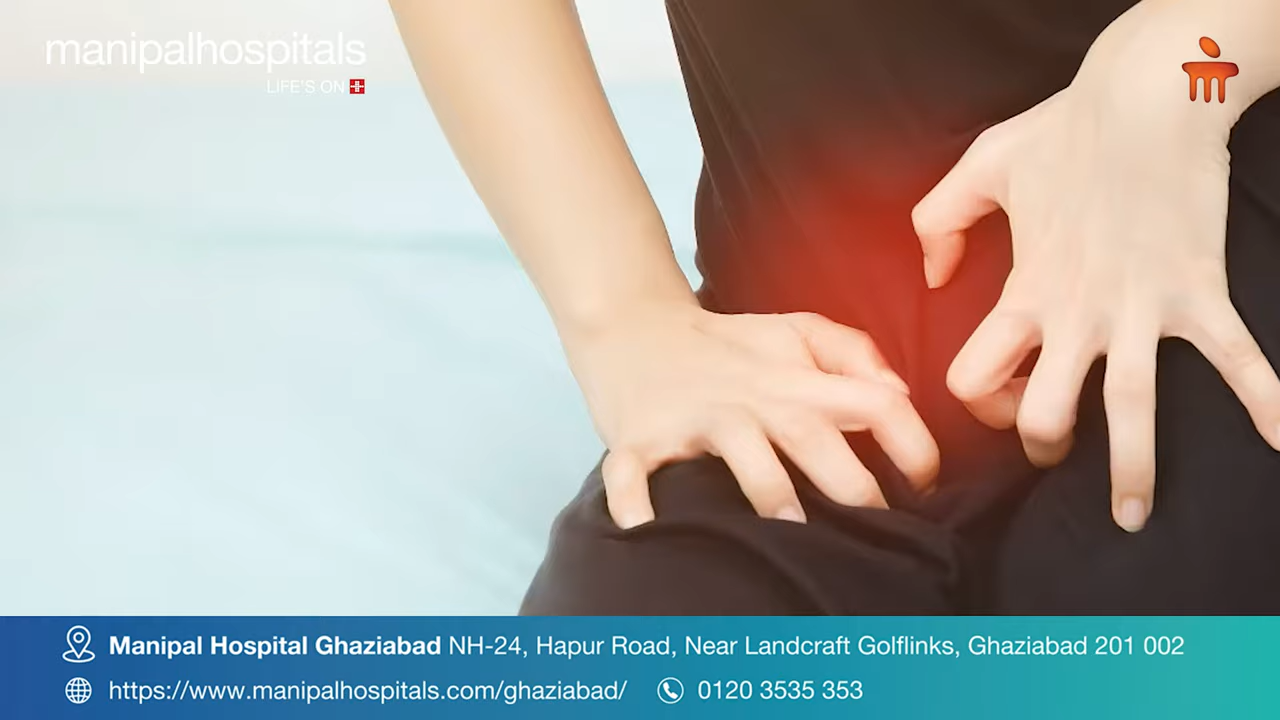 manipalhospitals
LIFE'S ON
Manipal Hospital Ghaziabad NH-24, Hapur Road, Near Landcraft Golflinks, Ghaziabad 201 002
https://www.manipalhospitals.com/ghaziabad/ 0120 3535 353